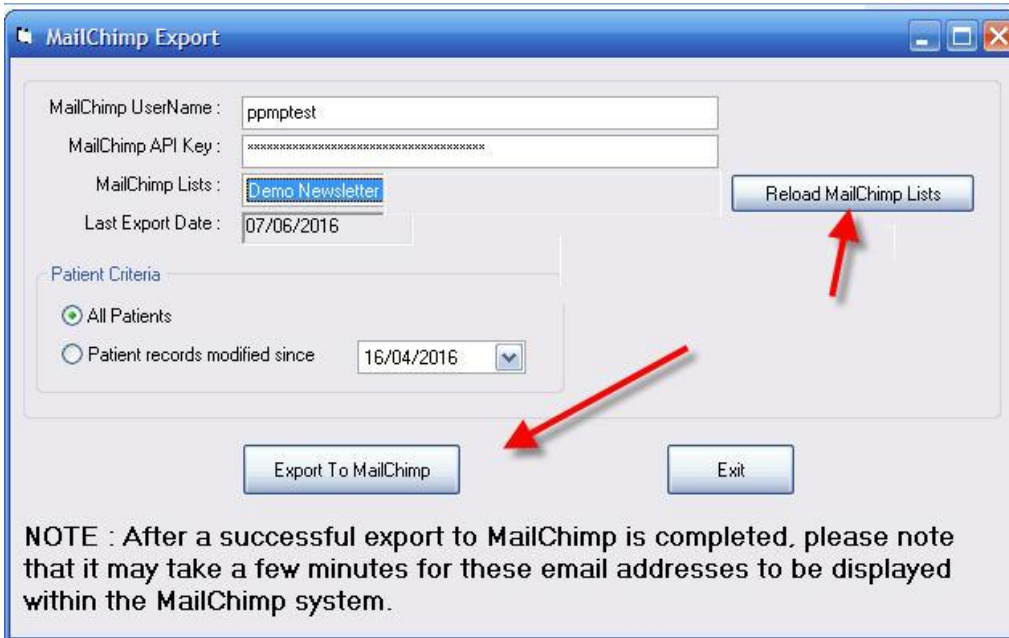 MailChimp Export
MailChimp UserName : ppmptest
MailChimp API Key : *************************************
MailChimp Lists : Demo Newsletter
Reload MailChimp Lists
Last Export Date : 07/06/2016
Patient Criteria
All Patients
Patient records modified since 16/04/2016
Export To MailChimp Exit
NOTE : After a successful export to MailChimp is completed, please note
that it may take a few minutes for these email addresses to be displayed
within the MailChimp system.